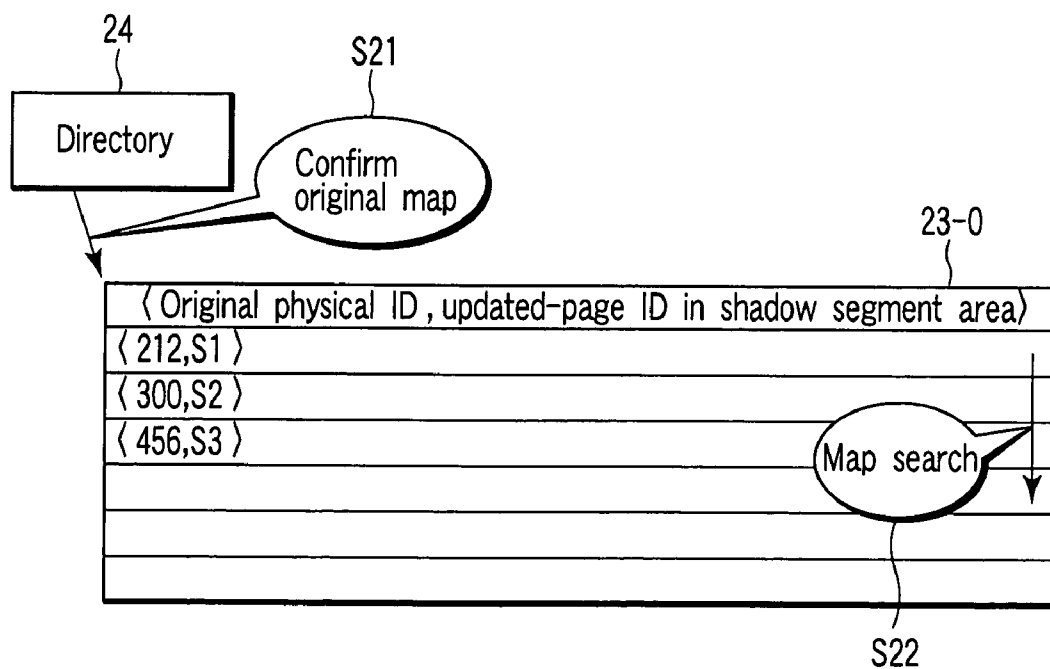 24
S21
Directory
Confirm
original map
23-0
⟨Original physical ID, updated-page ID in shadow segment area⟩
⟨212,S1⟩
⟨300,S2⟩
⟨456,S3⟩
Map search
S22